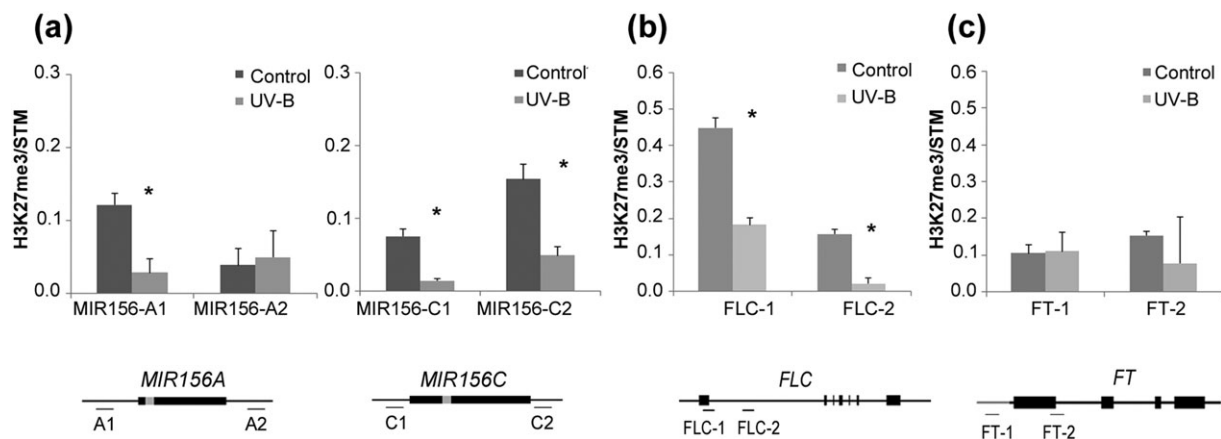 (a)
H3K27me3/STM
0.3
0.2
0.1
0.0
Control
UV-B
*
MIR156-A1 MIR156-A2
0.3
0.2
0.1
0.0
Control
UV-B
*
*
MIR156-C1 MIR156-C2
(b)
H3K27me3/STM
0.6
0.5
0.4
0.3
0.2
0.1
0.0
Control
UV-B
*
*
FLC-1 FLC-2
(c)
H3K27me3/STM
0.6
0.5
0.4
0.3
0.2
0.1
0.0
Control
UV-B
FT-1 FT-2
MIR156A
A1 A2
MIR156C
C1 C2
FLC
FLC-1 FLC-2
FT
FT-1 FT-2